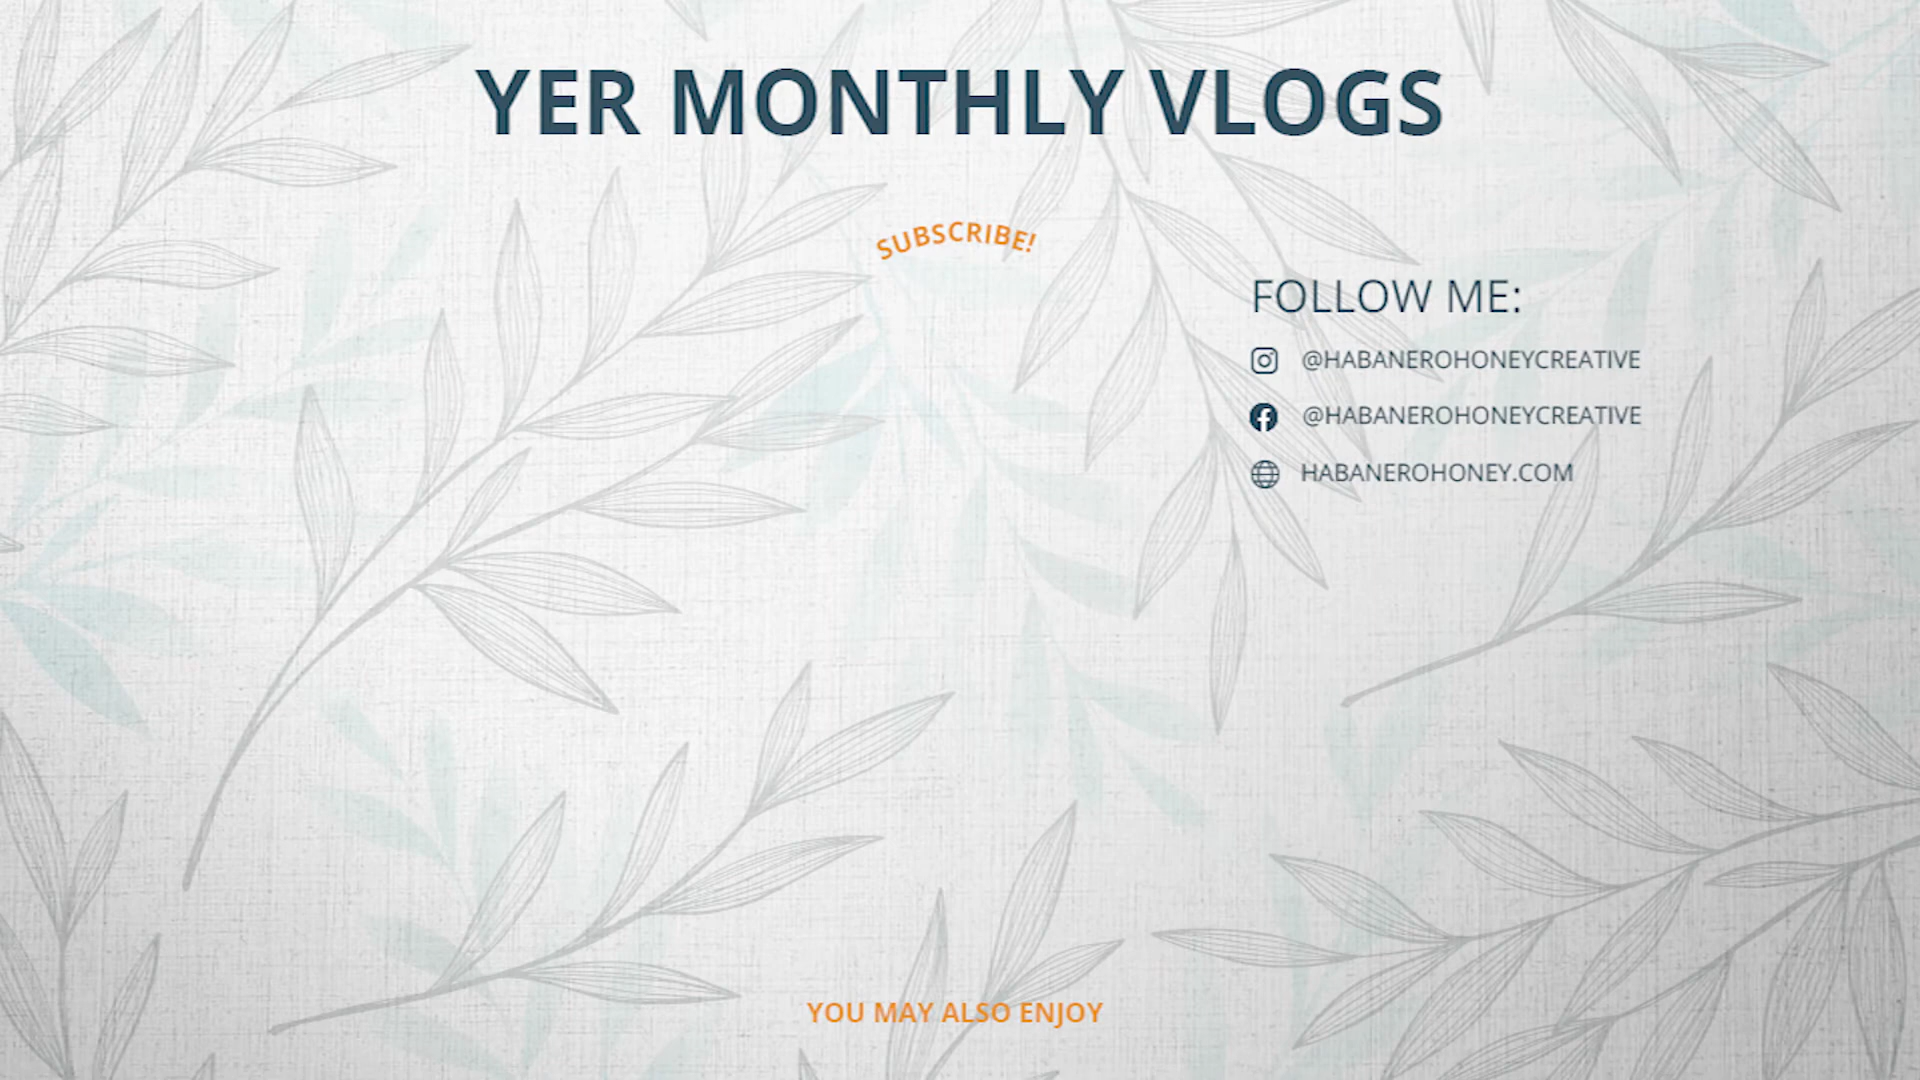 YER MONTHLY VLOGS
SUBSCRIBE!
FOLLOW ME:
@HABANEROHONEYCREATIVE
@HABANEROHONEYCREATIVE
HABANEROHONEY.COM
YOU MAY ALSO ENJOY